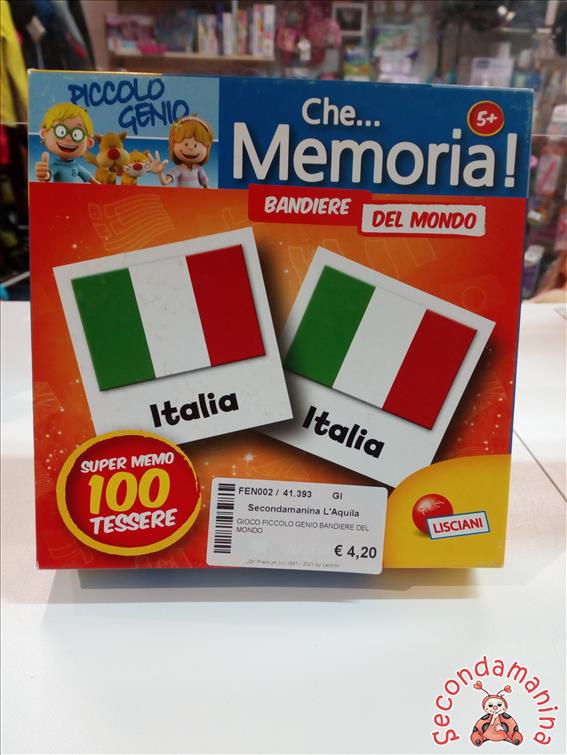 PICCOLO
GENIO
Che...
5+
Memoria!
BANDIERE
DEL MONDO
Italia
Italia
SUPER MEMO
100
TESSERE
FEN002 / 41.393 GI
Secondamanina L'Aquila
GIOCO PICCOLO GENIO BANDIERE DEL
MONDO
€ 4,20
LISCIANI
Secondamanina